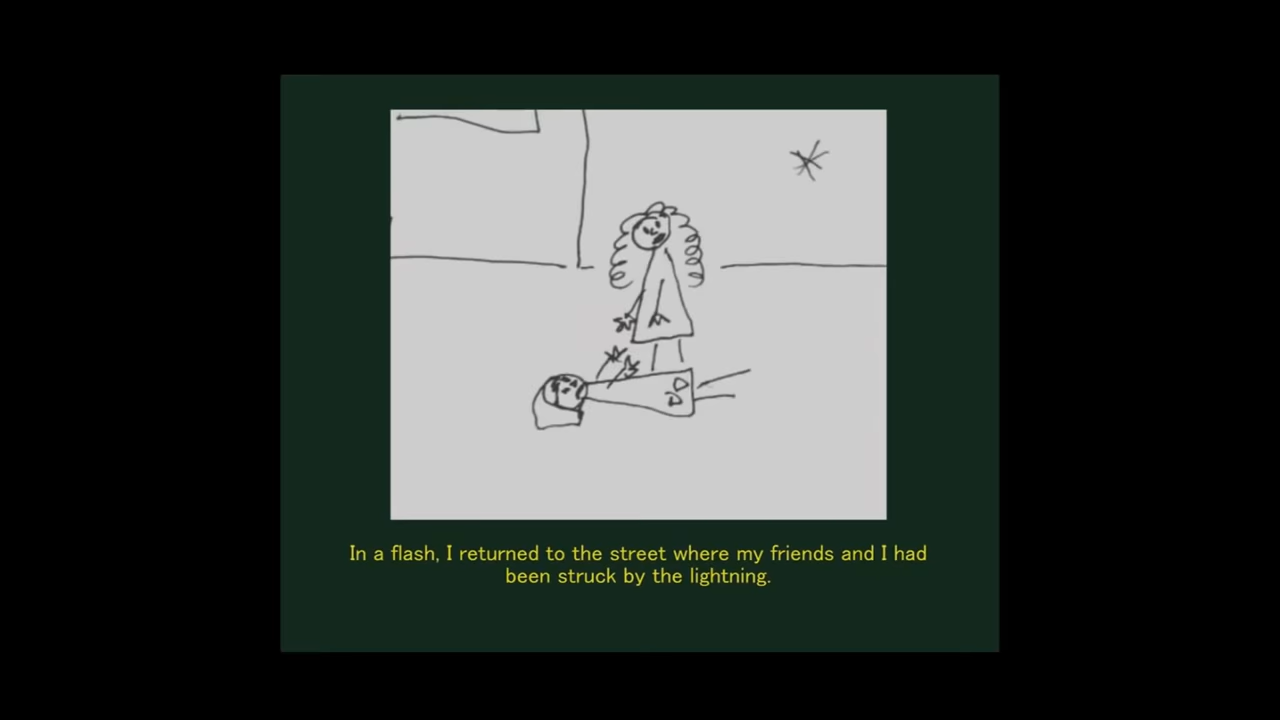 In a flash, I returned to the street where my friends and I had
been struck by the lightning.